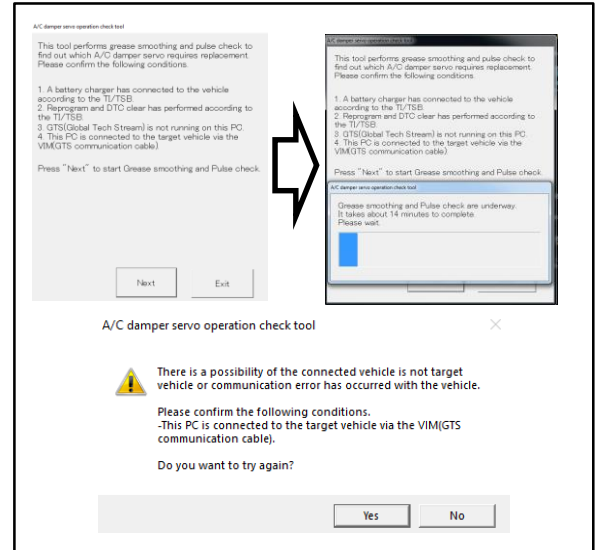 A/C damper servo operation check tool
This tool performs grease smoothing and pulse check to
find out which A/C damper servo requires replacement.
Please confirm the following conditions.
1. A battery charger has connected to the vehicle
according to the TI/TSB.
2. Reprogram and DTC clear has performed according to
the TI/TSB.
3. GTS(Global Tech Stream) is not running on this PC.
4. This PC is connected to the target vehicle via the
VIM(GTS communication cable).
Press "Next" to start Grease smoothing and Pulse check.
Next
Exit
A/C damper servo operation check tool
This tool performs grease smoothing and pulse check to
find out which A/C damper servo requires replacement.
Please confirm the following conditions.
1. A battery charger has connected to the vehicle
according to the TI/TSB.
2. Reprogram and DTC clear has performed according to
the TI/TSB.
3. GTS(Global Tech Stream) is not running on this PC.
4. This PC is connected to the target vehicle via the
VIM(GTS communication cable).
Press "Next" to start Grease smoothing and Pulse check.
A/C damper servo operation check tool
Grease smoothing and Pulse check are underway.
It takes about 14 minutes to complete.
Please wait.
A/C damper servo operation check tool
There is a possibility of the connected vehicle is not target
vehicle or communication error has occurred with the vehicle.
Please confirm the following conditions.
-This PC is connected to the target vehicle via the VIM(GTS
communication cable).
Do you want to try again?
Yes
No